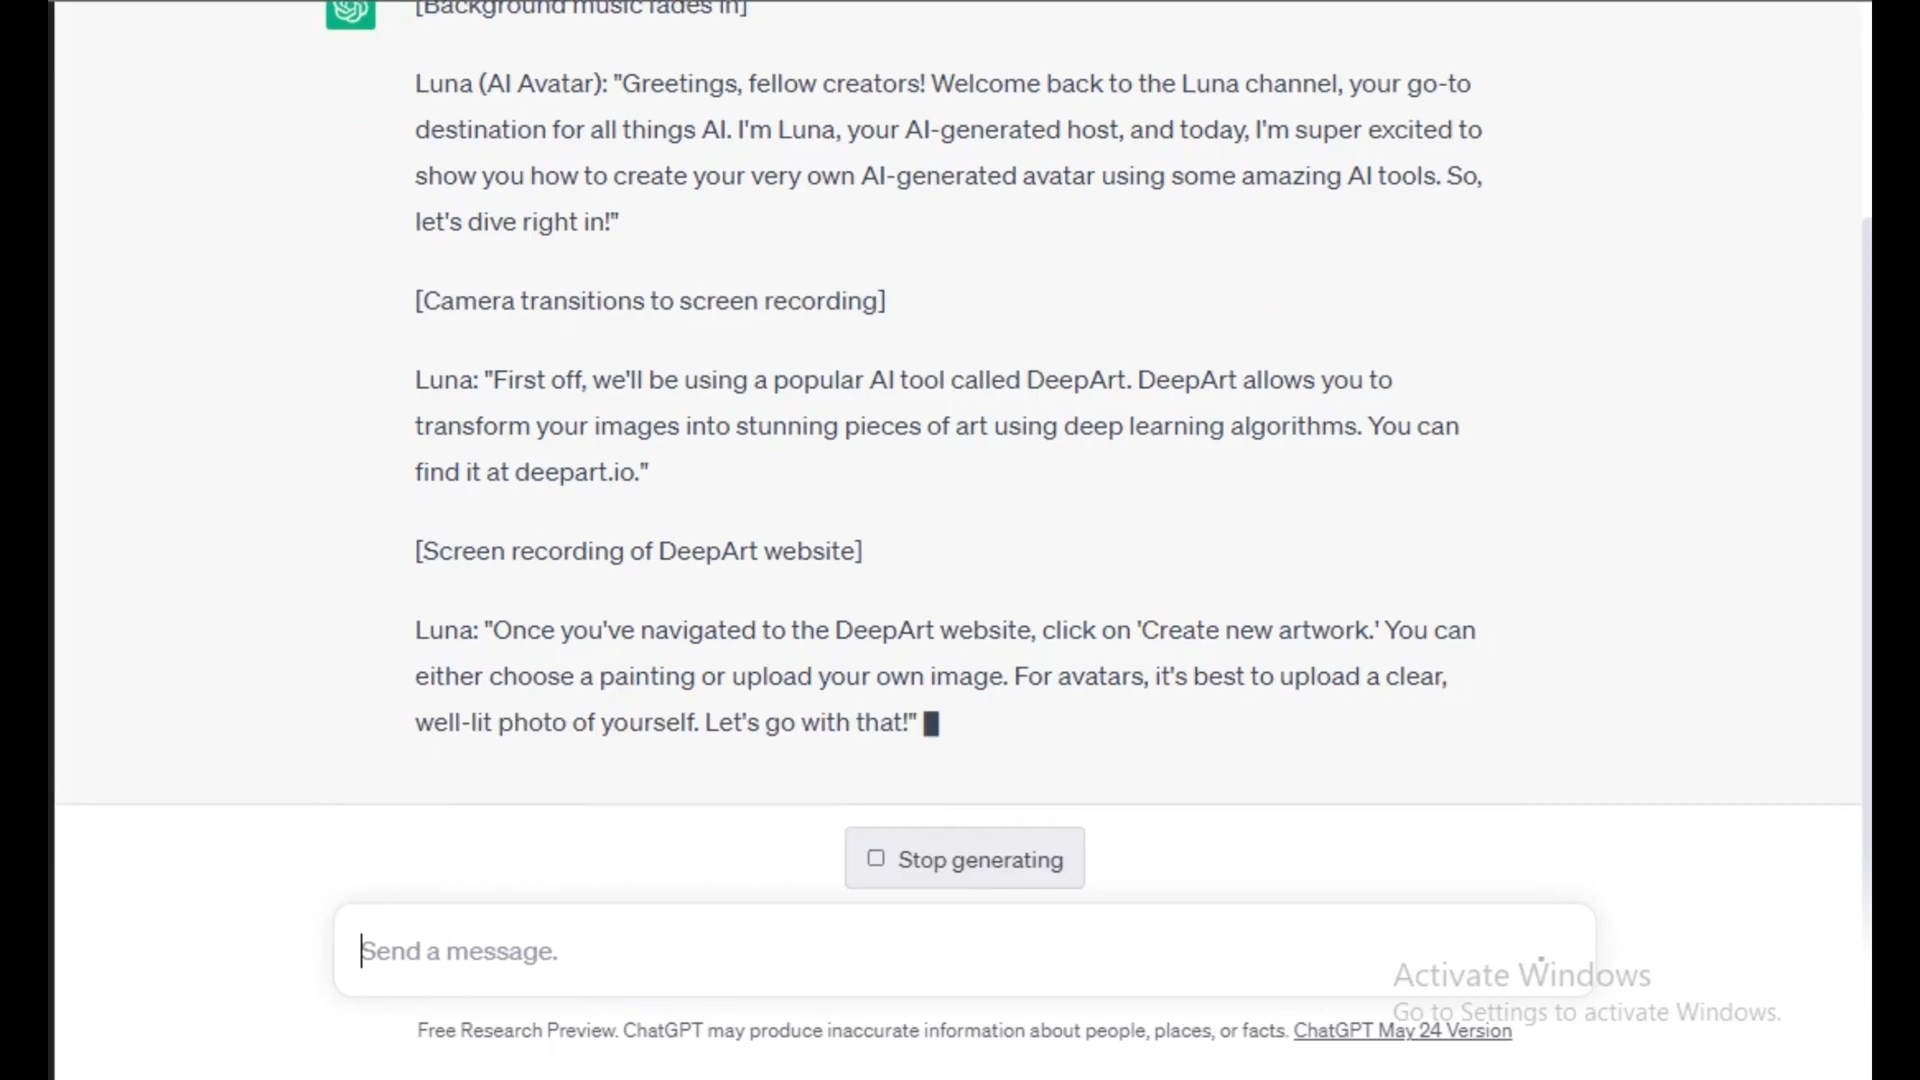 [Background music fades in]
Luna (AI Avatar): "Greetings, fellow creators! Welcome back to the Luna channel, your go-to
destination for all things AI. I'm Luna, your AI-generated host, and today, I'm super excited to
show you how to create your very own AI-generated avatar using some amazing AI tools. So,
let's dive right in!"
[Camera transitions to screen recording]
Luna: "First off, we'll be using a popular AI tool called DeepArt. DeepArt allows you to
transform your images into stunning pieces of art using deep learning algorithms. You can
find it at deepart.io."
[Screen recording of DeepArt website]
Luna: "Once you've navigated to the DeepArt website, click on 'Create new artwork.' You can
either choose a painting or upload your own image. For avatars, it's best to upload a clear,
well-lit photo of yourself. Let's go with that!"
Stop generating
Send a message.
Activate Windows
Go to Settings to activate Windows.
Free Research Preview. ChatGPT may produce inaccurate information about people, places, or facts. ChatGPT May 24 Version